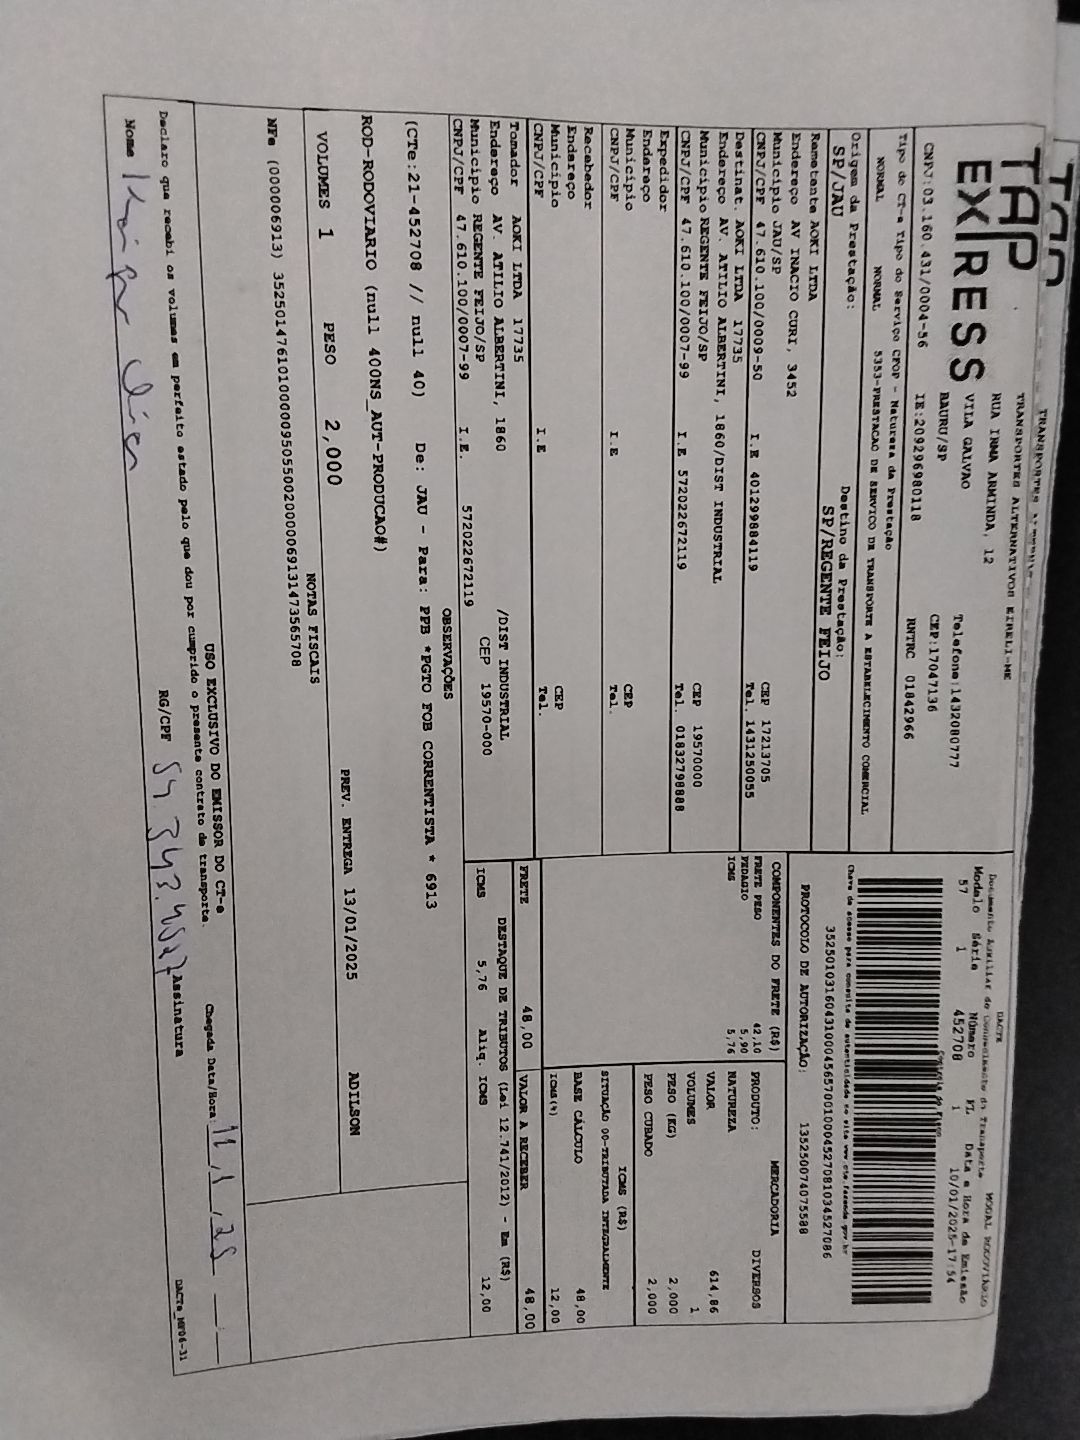 TAP
EXPRESS
TRANSPORTES ALTERNATIVOS EIRELI-ME
RUA IRMA ARMINDA, 12
VILA GALVAO Telefone:1432080777
BAURU/SP CEP:17047136
CNPJ:03.160.431/0004-56 IE:209296980118 RNTRC 01842966
Tipo do CT-e Tipo do Serviço CFOP - Natureza da Prestação
NORMAL NORMAL 5353-PRESTACAO DE SERVICO DE TRANSPORTE A ESTABELECIMENTO COMERCIAL
Origem da Prestação: Destino da Prestação:
SP/JAU SP/REGENTE FEIJO
Remetente AOKI LTDA
Endereço AV INACIO CURI, 3452
Município JAU/SP CEP 17213705
CNPJ/CPF 47.610.100/0009-50 I.E 401299884119 Tel. 1431250055
Destinat. AOKI LTDA 17735
Endereço AV. ATILIO ALBERTINI, 1860/DIST INDUSTRIAL
Município REGENTE FEIJO/SP CEP 19570000
CNPJ/CPF 47.610.100/0007-99 I.E 572022672119 Tel. 01832798888
Expedidor
Endereço
Município CEP
CNPJ/CPF I.E Tel.
Recebedor
Endereço
Município CEP
CNPJ/CPF I.E Tel.
Tomador AOKI LTDA 17735
Endereço AV. ATILIO ALBERTINI, 1860 /DIST INDUSTRIAL
Município REGENTE FEIJO/SP CEP 19570-000
CNPJ/CPF 47.610.100/0007-99 I.E. 572022672119
DACTE
Documento Auxiliar do Conhecimento de Transporte MODAL RODOVIÁRIO
Modelo Série Número FL Data e Hora de Emissão
57 1 452708 1 10/01/2025-17:54
Chave de acesso para consulta de autenticidade no site www.cte.fazenda.gov.br
35250103160431000456570010004527081034527086
PROTOCOLO DE AUTORIZAÇÃO: 135250074075588
COMPONENTES DO FRETE (R$)
FRETE PESO 42,10
PEDAGIO 5,90
ICMS 5,76
MERCADORIA
PRODUTO: DIVERSOS
NATUREZA
VALOR 614,86
VOLUMES 1
PESO (KG) 2,000
PESO CUBADO 2,000
ICMS (R$)
SITUAÇÃO 00-TRIBUTADA INTEGRALMENTE
BASE CÁLCULO 48,00
ICMS(%) 12,00
FRETE 48,00 VALOR A RECEBER 48,00
DESTAQUE DE TRIBUTOS (Lei 12.741/2012) - Em (R$)
ICMS 5,76 Aliq. ICMS 12,00
OBSERVAÇÕES
(CTe:21-452708 // null 40) De: JAU - Para: PPB *PGTO FOB CORRENTISTA * 6913
ROD-RODOVIARIO (null 400NS_AUT-PRODUCAO#)
VOLUMES 1 PESO 2,000 PREV. ENTREGA 13/01/2025 ADILSON
NOTAS FISCAIS
NFe (000006913) 35250147610100000950550020000069131473565708
USO EXCLUSIVO DO EMISSOR DO CT-e
Declaro que recebi os volumes em perfeito estado pelo que dou por cumprido o presente contrato de transporte.
Chegada Data/Hora: 11/1/25
Nome RG/CPF Assinatura
DACTe_MF06-31